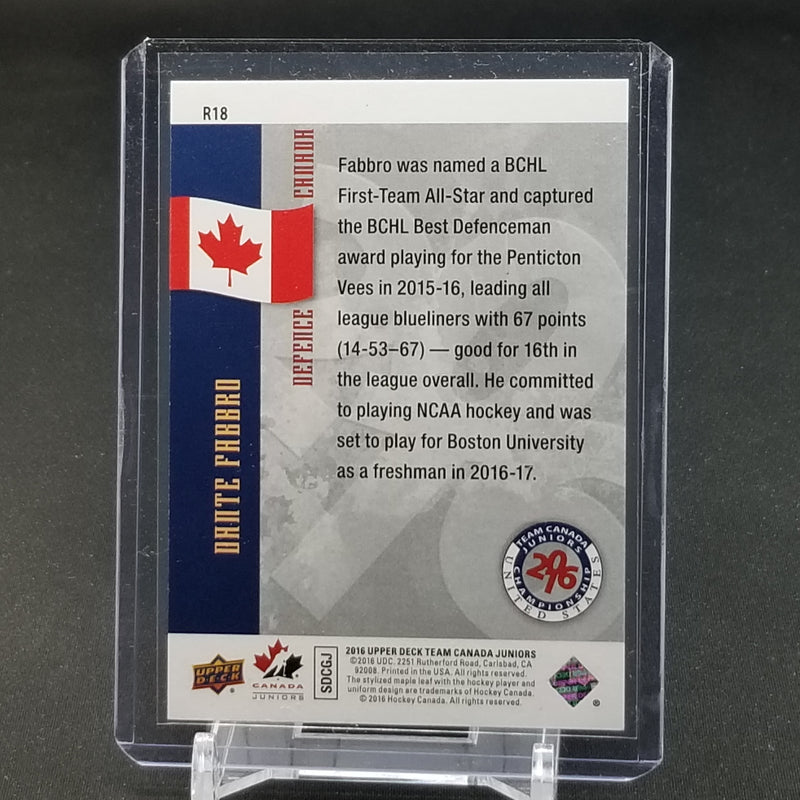 R18
DEFENCE CANADA
DANTE FABBRO
Fabbro was named a BCHL
First-Team All-Star and captured
the BCHL Best Defenceman
award playing for the Penticton
Vees in 2015-16, leading all
league blueliners with 67 points
(14-53–67) — good for 16th in
the league overall. He committed
to playing NCAA hockey and was
set to play for Boston University
as a freshman in 2016-17.
TEAM CANADA
JUNIORS
2016
CHAMPIONSHIP
UNITED STATES
UPPER
DECK
®
CANADA
JUNIORS
SDCGJ
2016 UPPER DECK TEAM CANADA JUNIORS
©2016 UDC. 2251 Rutherford Road, Carlsbad, CA
92008. Printed in the USA. All rights reserved.
The stylized maple leaf with the hockey player and
uniform design are trademarks of Hockey Canada.
© 2016 Hockey Canada. All rights reserved.
®